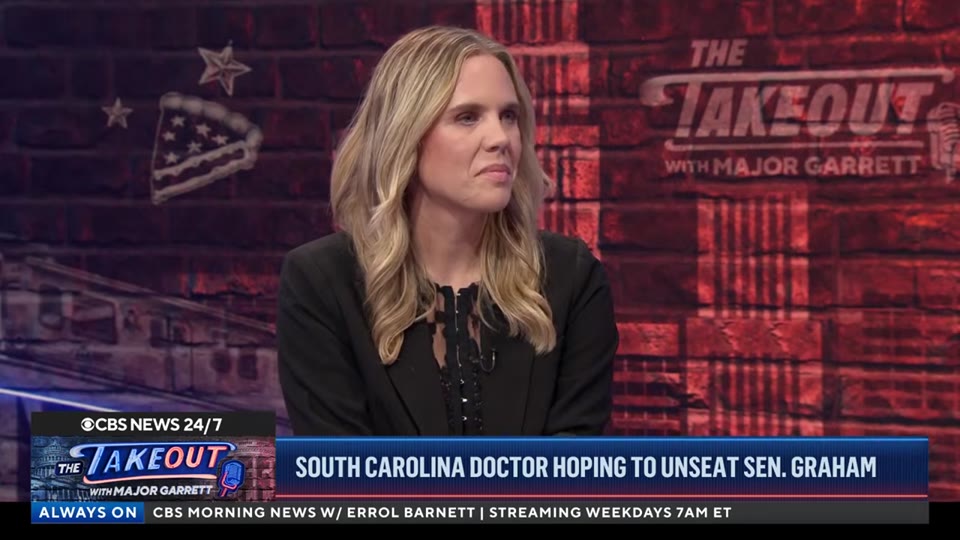 THE
TAKEOUT
WITH MAJOR GARRETT
CBS NEWS 24/7
THE TAKEOUT
WITH MAJOR GARRETT
SOUTH CAROLINA DOCTOR HOPING TO UNSEAT SEN. GRAHAM
ALWAYS ON CBS MORNING NEWS W/ ERROL BARNETT | STREAMING WEEKDAYS 7AM ET